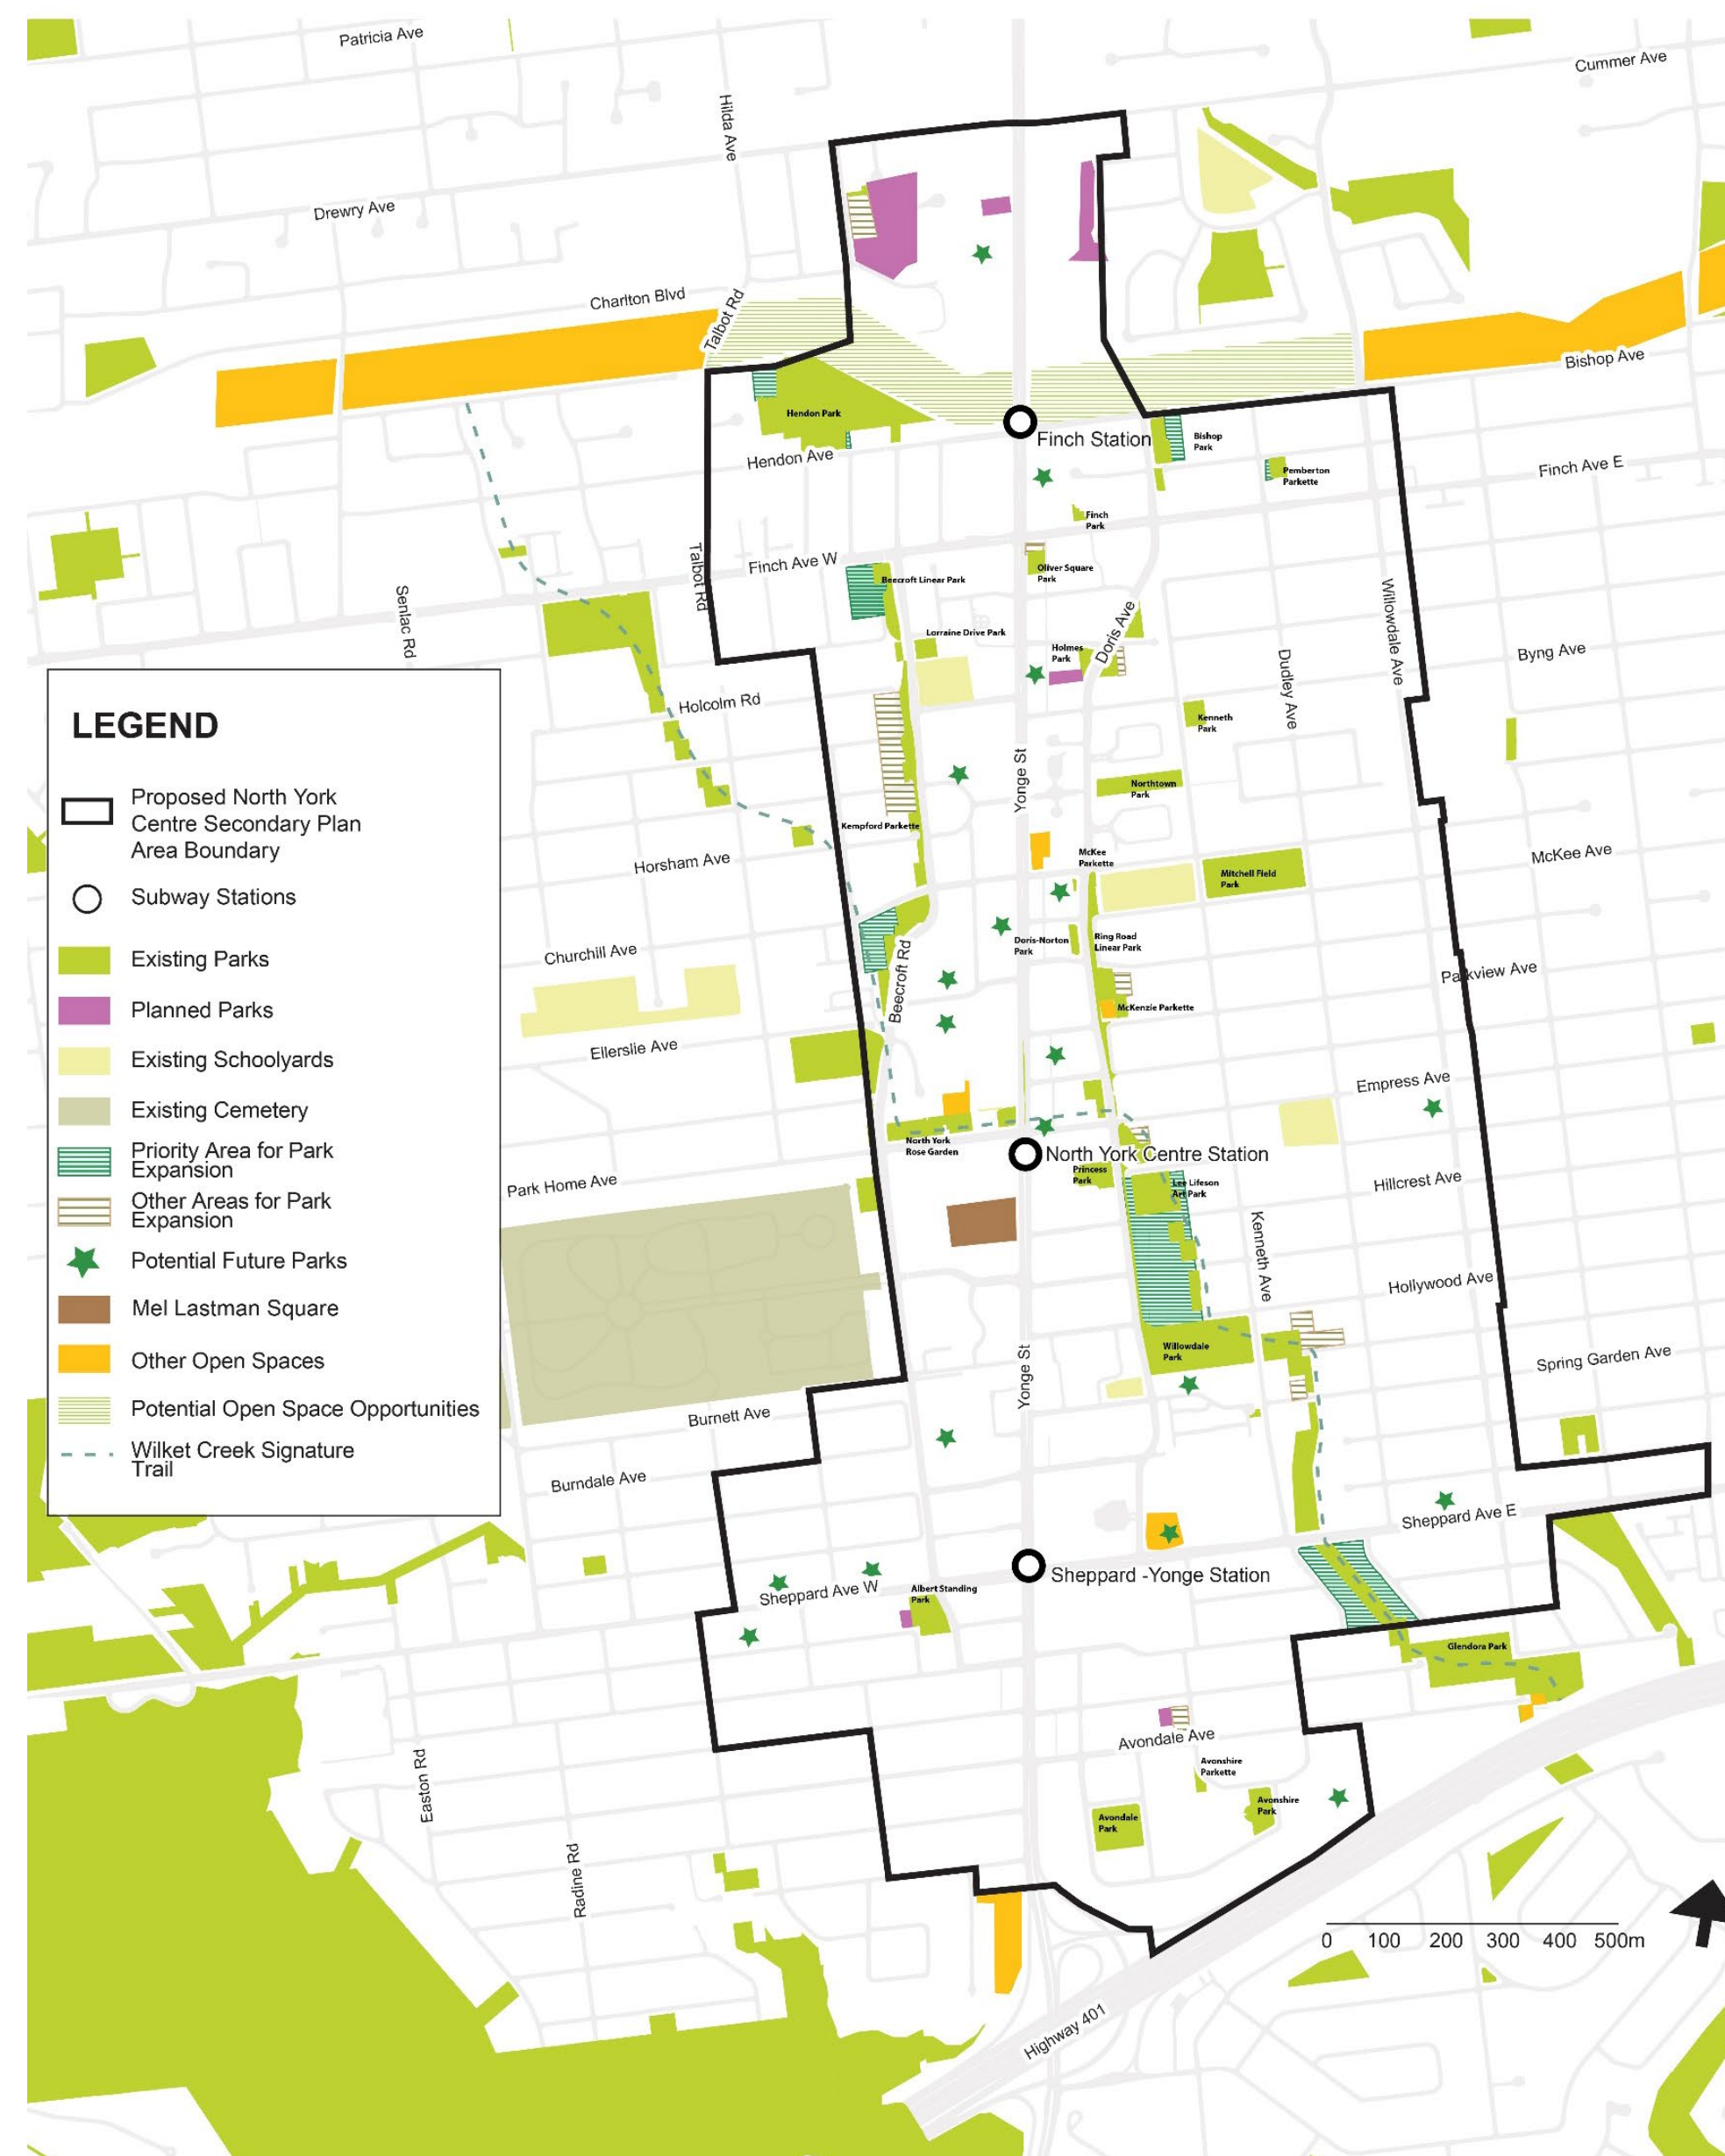 Patricia Ave
Cummer Ave
Hilda Ave
Drewry Ave
Charlton Blvd
Talbot Rd
Bishop Ave
Hendon Park
Finch Station
Bishop
Park
Hendon Ave
Pemberton
Parkette
Finch Ave E
Finch
Park
Talbot Rd
Finch Ave W
Oliver Square
Park
Beecroft Linear Park
Senlac Rd
Willowdale Ave
Doris Ave
Lorraine Drive Park
Holmes
Park
Dudley Ave
Byng Ave
Holcolm Rd
Kenneth
Park
Yonge St
Northtown
Park
Kempford Parkette
Horsham Ave
McKee
Parkette
McKee Ave
Mitchell Field
Park
Churchill Ave
Beecroft Rd
Doris-Norton
Park
Ring Road
Linear Park
Parkview Ave
McKenzie Parkette
Ellerslie Ave
Empress Ave
North York
Rose Garden
North York Centre Station
Princess
Park
Lee Lifeson
Art Park
Park Home Ave
Hillcrest Ave
Kenneth Ave
Hollywood Ave
Willowdale
Park
Yonge St
Spring Garden Ave
Burnett Ave
Burndale Ave
Sheppard Ave E
Sheppard -Yonge Station
Sheppard Ave W
Albert Standing
Park
Glendora Park
Avondale Ave
Easton Rd
Avonshire
Parkette
Avonshire
Park
Avondale
Park
Radine Rd
Highway 401
0 100 200 300 400 500m
LEGEND
Proposed North York
Centre Secondary Plan
Area Boundary
Subway Stations
Existing Parks
Planned Parks
Existing Schoolyards
Existing Cemetery
Priority Area for Park
Expansion
Other Areas for Park
Expansion
Potential Future Parks
Mel Lastman Square
Other Open Spaces
Potential Open Space Opportunities
Wilket Creek Signature
Trail